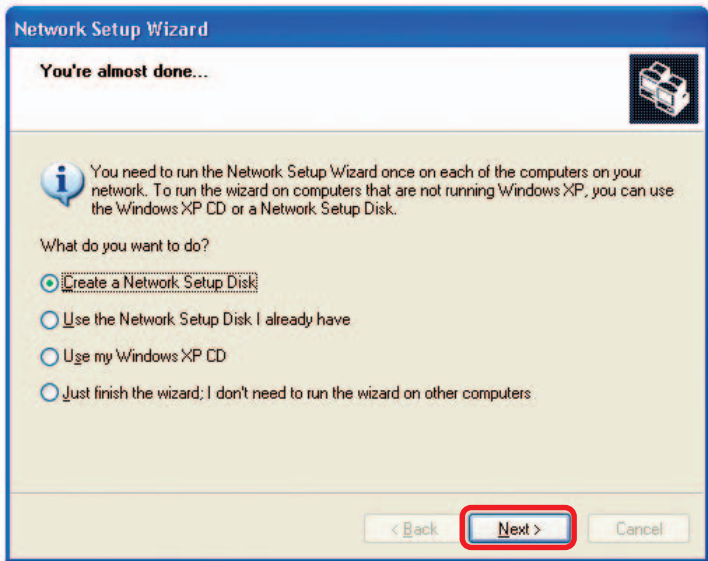 Network Setup Wizard
You're almost done...
You need to run the Network Setup Wizard once on each of the computers on your
network. To run the wizard on computers that are not running Windows XP, you can use
the Windows XP CD or a Network Setup Disk.
What do you want to do?
Create a Network Setup Disk
Use the Network Setup Disk I already have
Use my Windows XP CD
Just finish the wizard; I don't need to run the wizard on other computers
< Back Next > Cancel